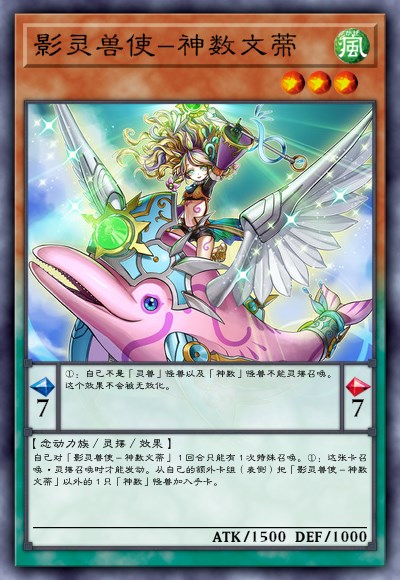 影灵兽使-神数文蒂
風
①：自己不是「灵兽」怪兽以及「神数」怪兽不能灵摆召唤。
这个效果不会被无效化。
7
7
【念动力族／灵摆／效果】
自己对「影灵兽使-神数文蒂」1回合只能有1次特殊召唤。①：这张卡召
唤·灵摆召唤时才能发动。从自己的额外卡组（表侧）把「影灵兽使-神数
文蒂」以外的1只「神数」怪兽加入手卡。
ATK/1500 DEF/1000